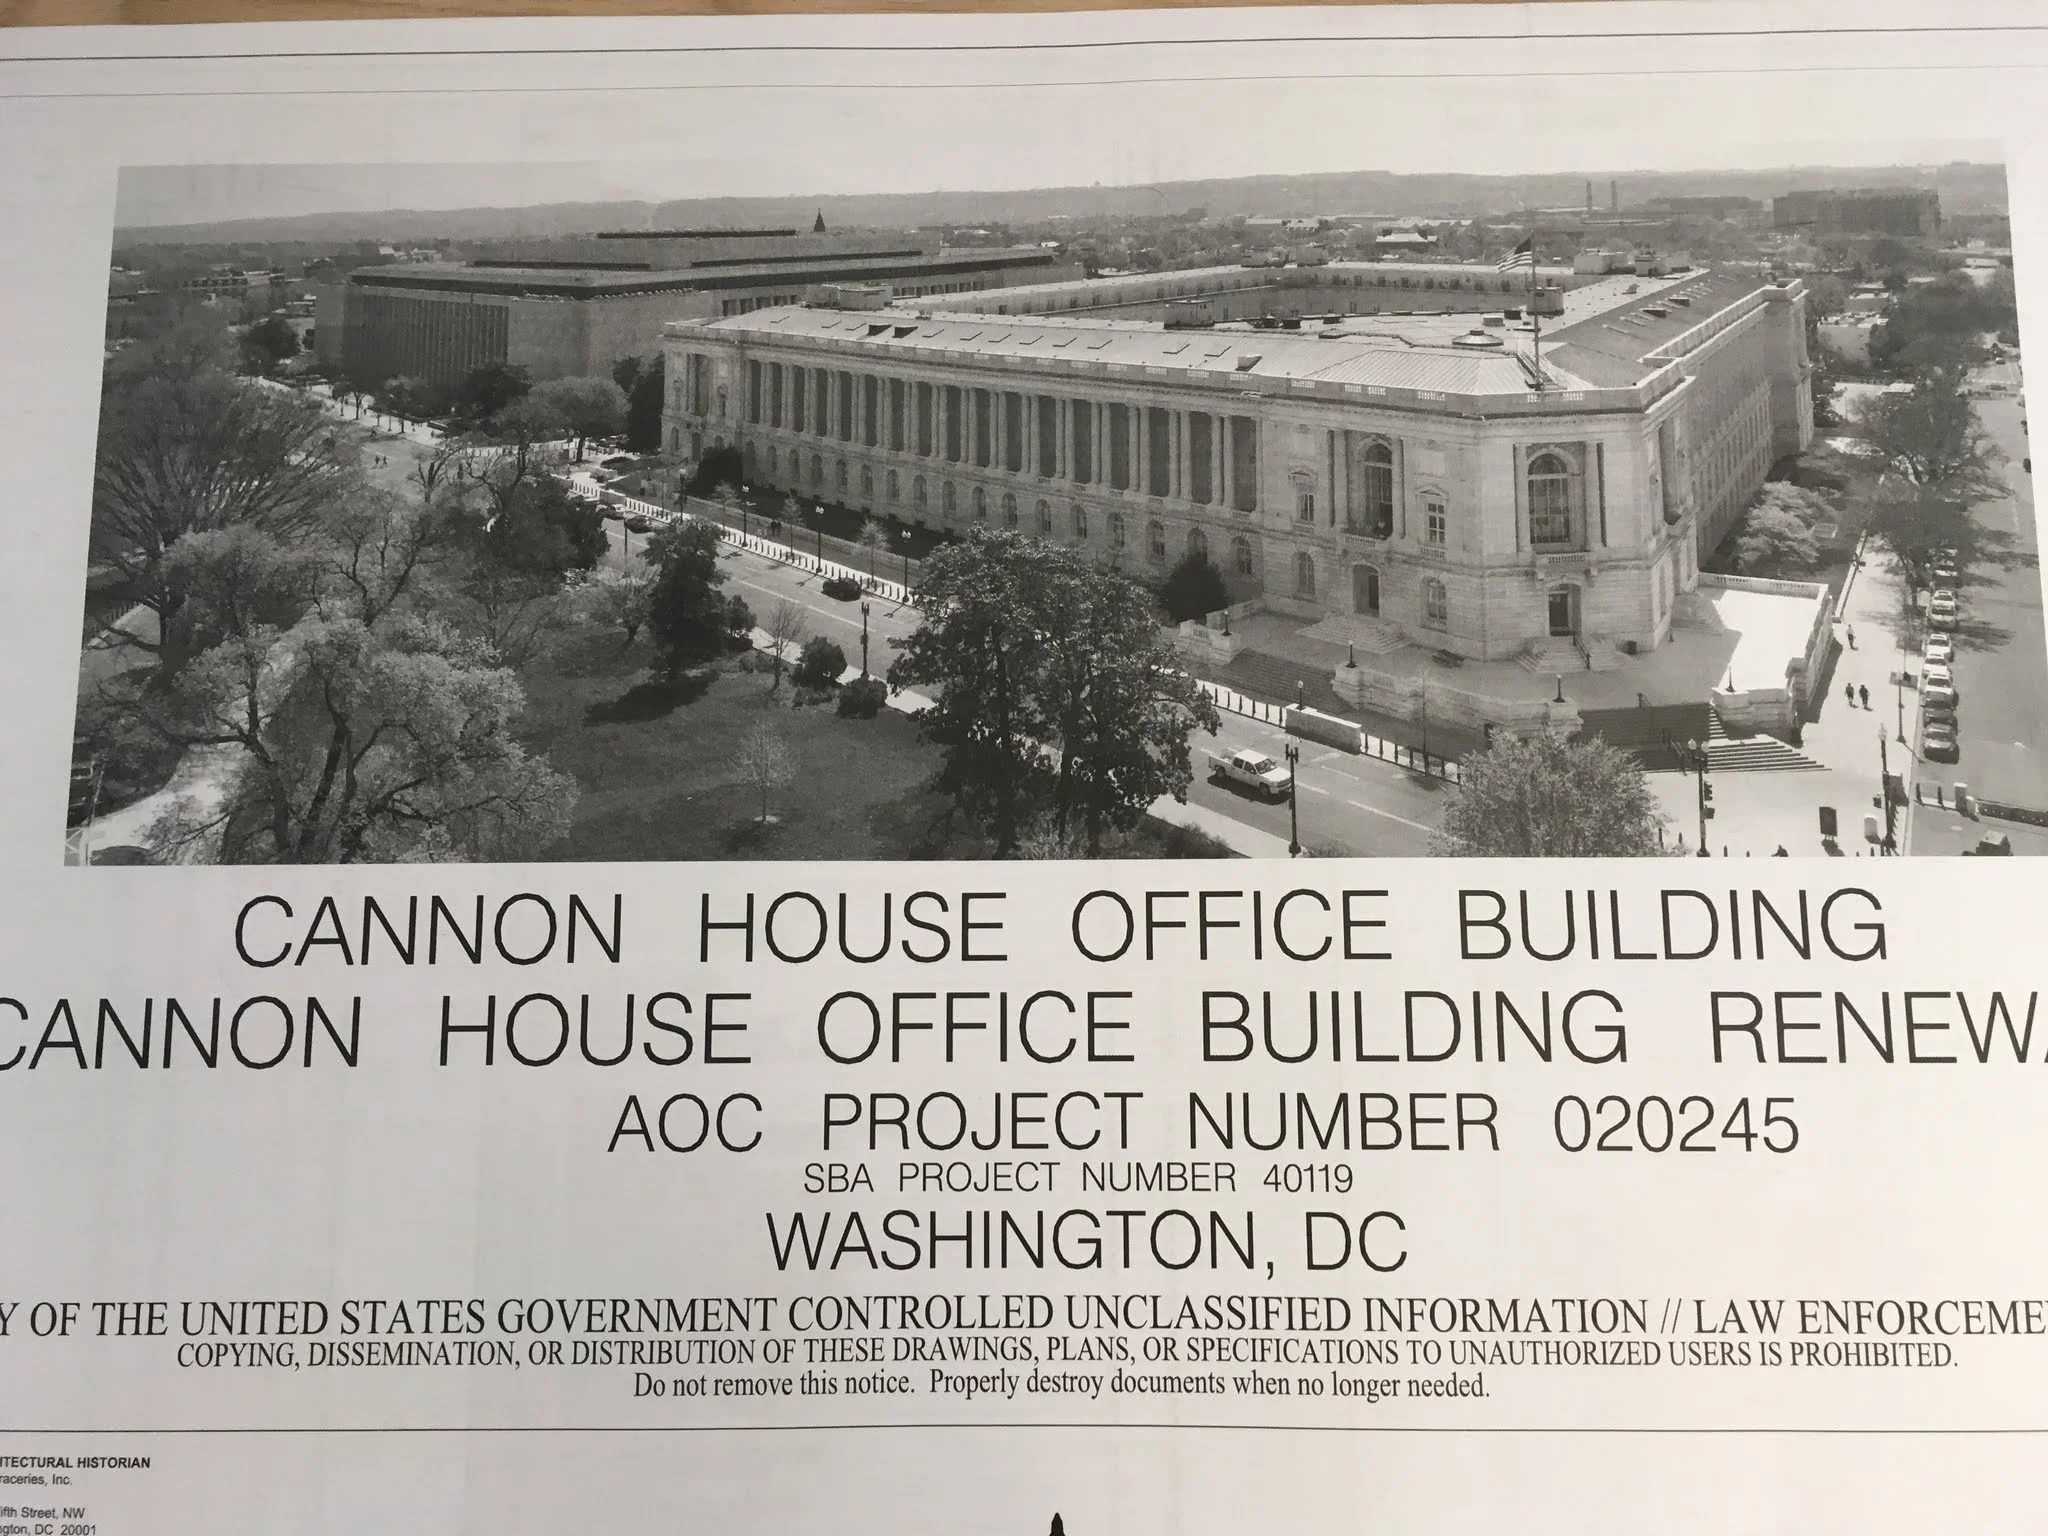 CANNON HOUSE OFFICE BUILDING
CANNON HOUSE OFFICE BUILDING
AOC PROJECT NUMBER 020245
SBA PROJECT NUMBER 40119
WASHINGTON, DC
OF THE UNITED STATES GOVERNMENT CONTROLLED UNCLASSIFIED INFORMATION // LAW
COPYING, DISSEMINATION, OR DISTRIBUTION OF THESE DRAWINGS, PLANS, OR SPECIFICATIONS TO UNAUTHORIZED USERS IS PROHIBITED.
Do not remove this notice. Properly destroy documents when no longer needed.
HISTORIAN
Inc.
Street, NW
DC 20001